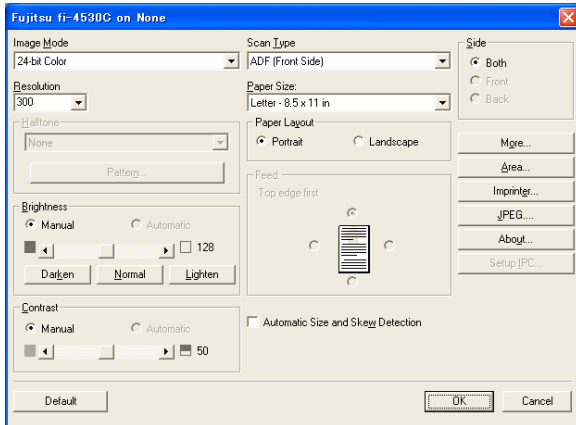 Fujitsu fi-4530C on None
Image Mode
24-bit Color
Scan Type
ADF (Front Side)
Side
Both
Front
Back
Resolution
300
Paper Size:
Letter - 8.5 x 11 in
Halftone
None
Pattern...
Paper Layout
Portrait
Landscape
More...
Area...
Imprinter...
JPEG....
About...
Setup IPC...
Feed:
Top edge first
Brightness
Manual
Automatic
128
Darken
Normal
Lighten
Contrast
Manual
Automatic
50
Automatic Size and Skew Detection
Default
OK
Cancel